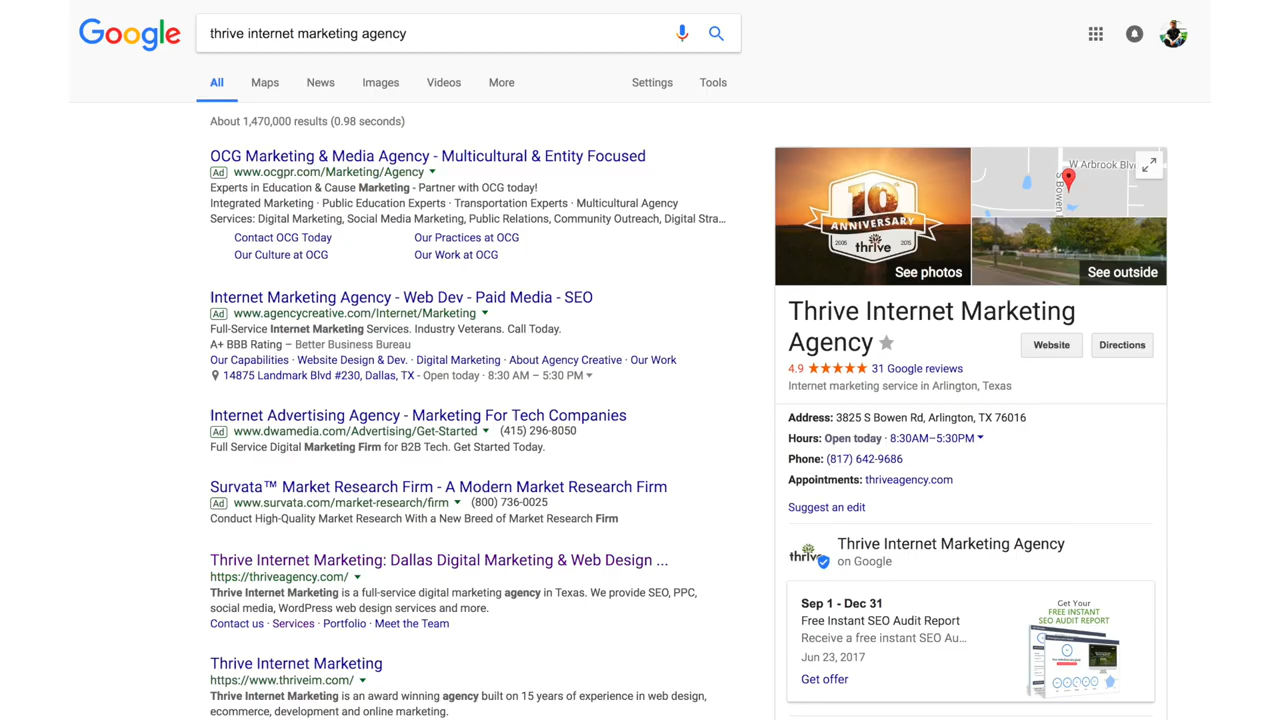 Google
thrive internet marketing agency
All Maps News Images Videos More Settings Tools
About 1,470,000 results (0.98 seconds)
OCG Marketing & Media Agency - Multicultural & Entity Focused
Ad www.ocgpr.com/Marketing/Agency
Experts in Education & Cause Marketing - Partner with OCG today!
Integrated Marketing · Public Education Experts · Transportation Experts · Multicultural Agency
Services: Digital Marketing, Social Media Marketing, Public Relations, Community Outreach, Digital Stra...
Contact OCG Today Our Practices at OCG
Our Culture at OCG Our Work at OCG
Internet Marketing Agency - Web Dev - Paid Media - SEO
Ad www.agencycreative.com/Internet/Marketing
Full-Service Internet Marketing Services. Industry Veterans. Call Today.
A+ BBB Rating – Better Business Bureau
Our Capabilities · Website Design & Dev. · Digital Marketing · About Agency Creative · Our Work
14875 Landmark Blvd #230, Dallas, TX - Open today · 8:30 AM – 5:30 PM
Internet Advertising Agency - Marketing For Tech Companies
Ad www.dwamedia.com/Advertising/Get-Started (415) 296-8050
Full Service Digital Marketing Firm for B2B Tech. Get Started Today.
Survata™ Market Research Firm - A Modern Market Research Firm
Ad www.survata.com/market-research/firm (800) 736-0025
Conduct High-Quality Market Research With a New Breed of Market Research Firm
Thrive Internet Marketing: Dallas Digital Marketing & Web Design ...
https://thriveagency.com/
Thrive Internet Marketing is a full-service digital marketing agency in Texas. We provide SEO, PPC,
social media, WordPress web design services and more.
Contact us · Services · Portfolio · Meet the Team
Thrive Internet Marketing
https://www.thriveim.com/
Thrive Internet Marketing is an award winning agency built on 15 years of experience in web design,
ecommerce, development and online marketing.
10
ANNIVERSARY
2005 thrive 2015
See photos
W Arbrook Blv
S Bowen
See outside
Thrive Internet Marketing
Agency
Website Directions
4.9 31 Google reviews
Internet marketing service in Arlington, Texas
Address: 3825 S Bowen Rd, Arlington, TX 76016
Hours: Open today · 8:30AM–5:30PM
Phone: (817) 642-9686
Appointments: thriveagency.com
Suggest an edit
thrive
Thrive Internet Marketing Agency
on Google
Sep 1 - Dec 31
Free Instant SEO Audit Report
Receive a free instant SEO Au...
Jun 23, 2017
Get offer
Get Your
FREE INSTANT
SEO AUDIT REPORT